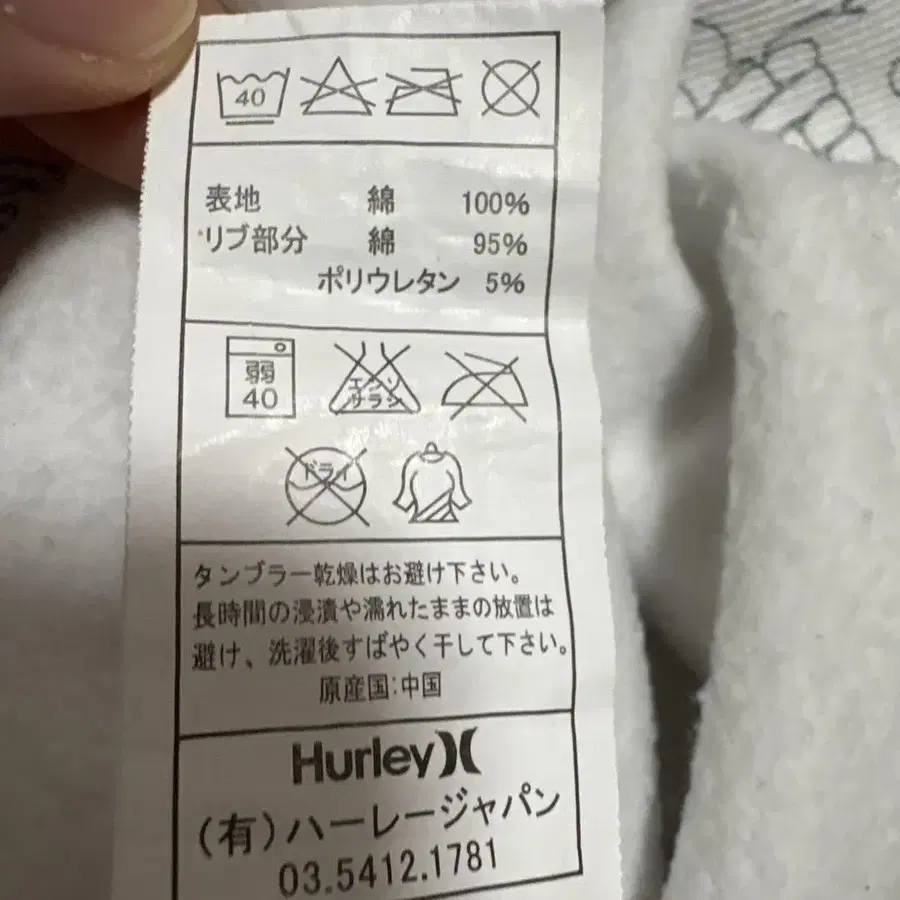 40
表地 綿 100%
リブ部分 綿 95%
ポリウレタン 5%
弱
40
エンソ
サラシ
ドライ
タンブラー乾燥はお避け下さい。
長時間の浸漬や濡れたままの放置は
避け、洗濯後すばやく干して下さい。
原産国:中国
Hurley
(有)ハーレージャパン
03.5412.1781